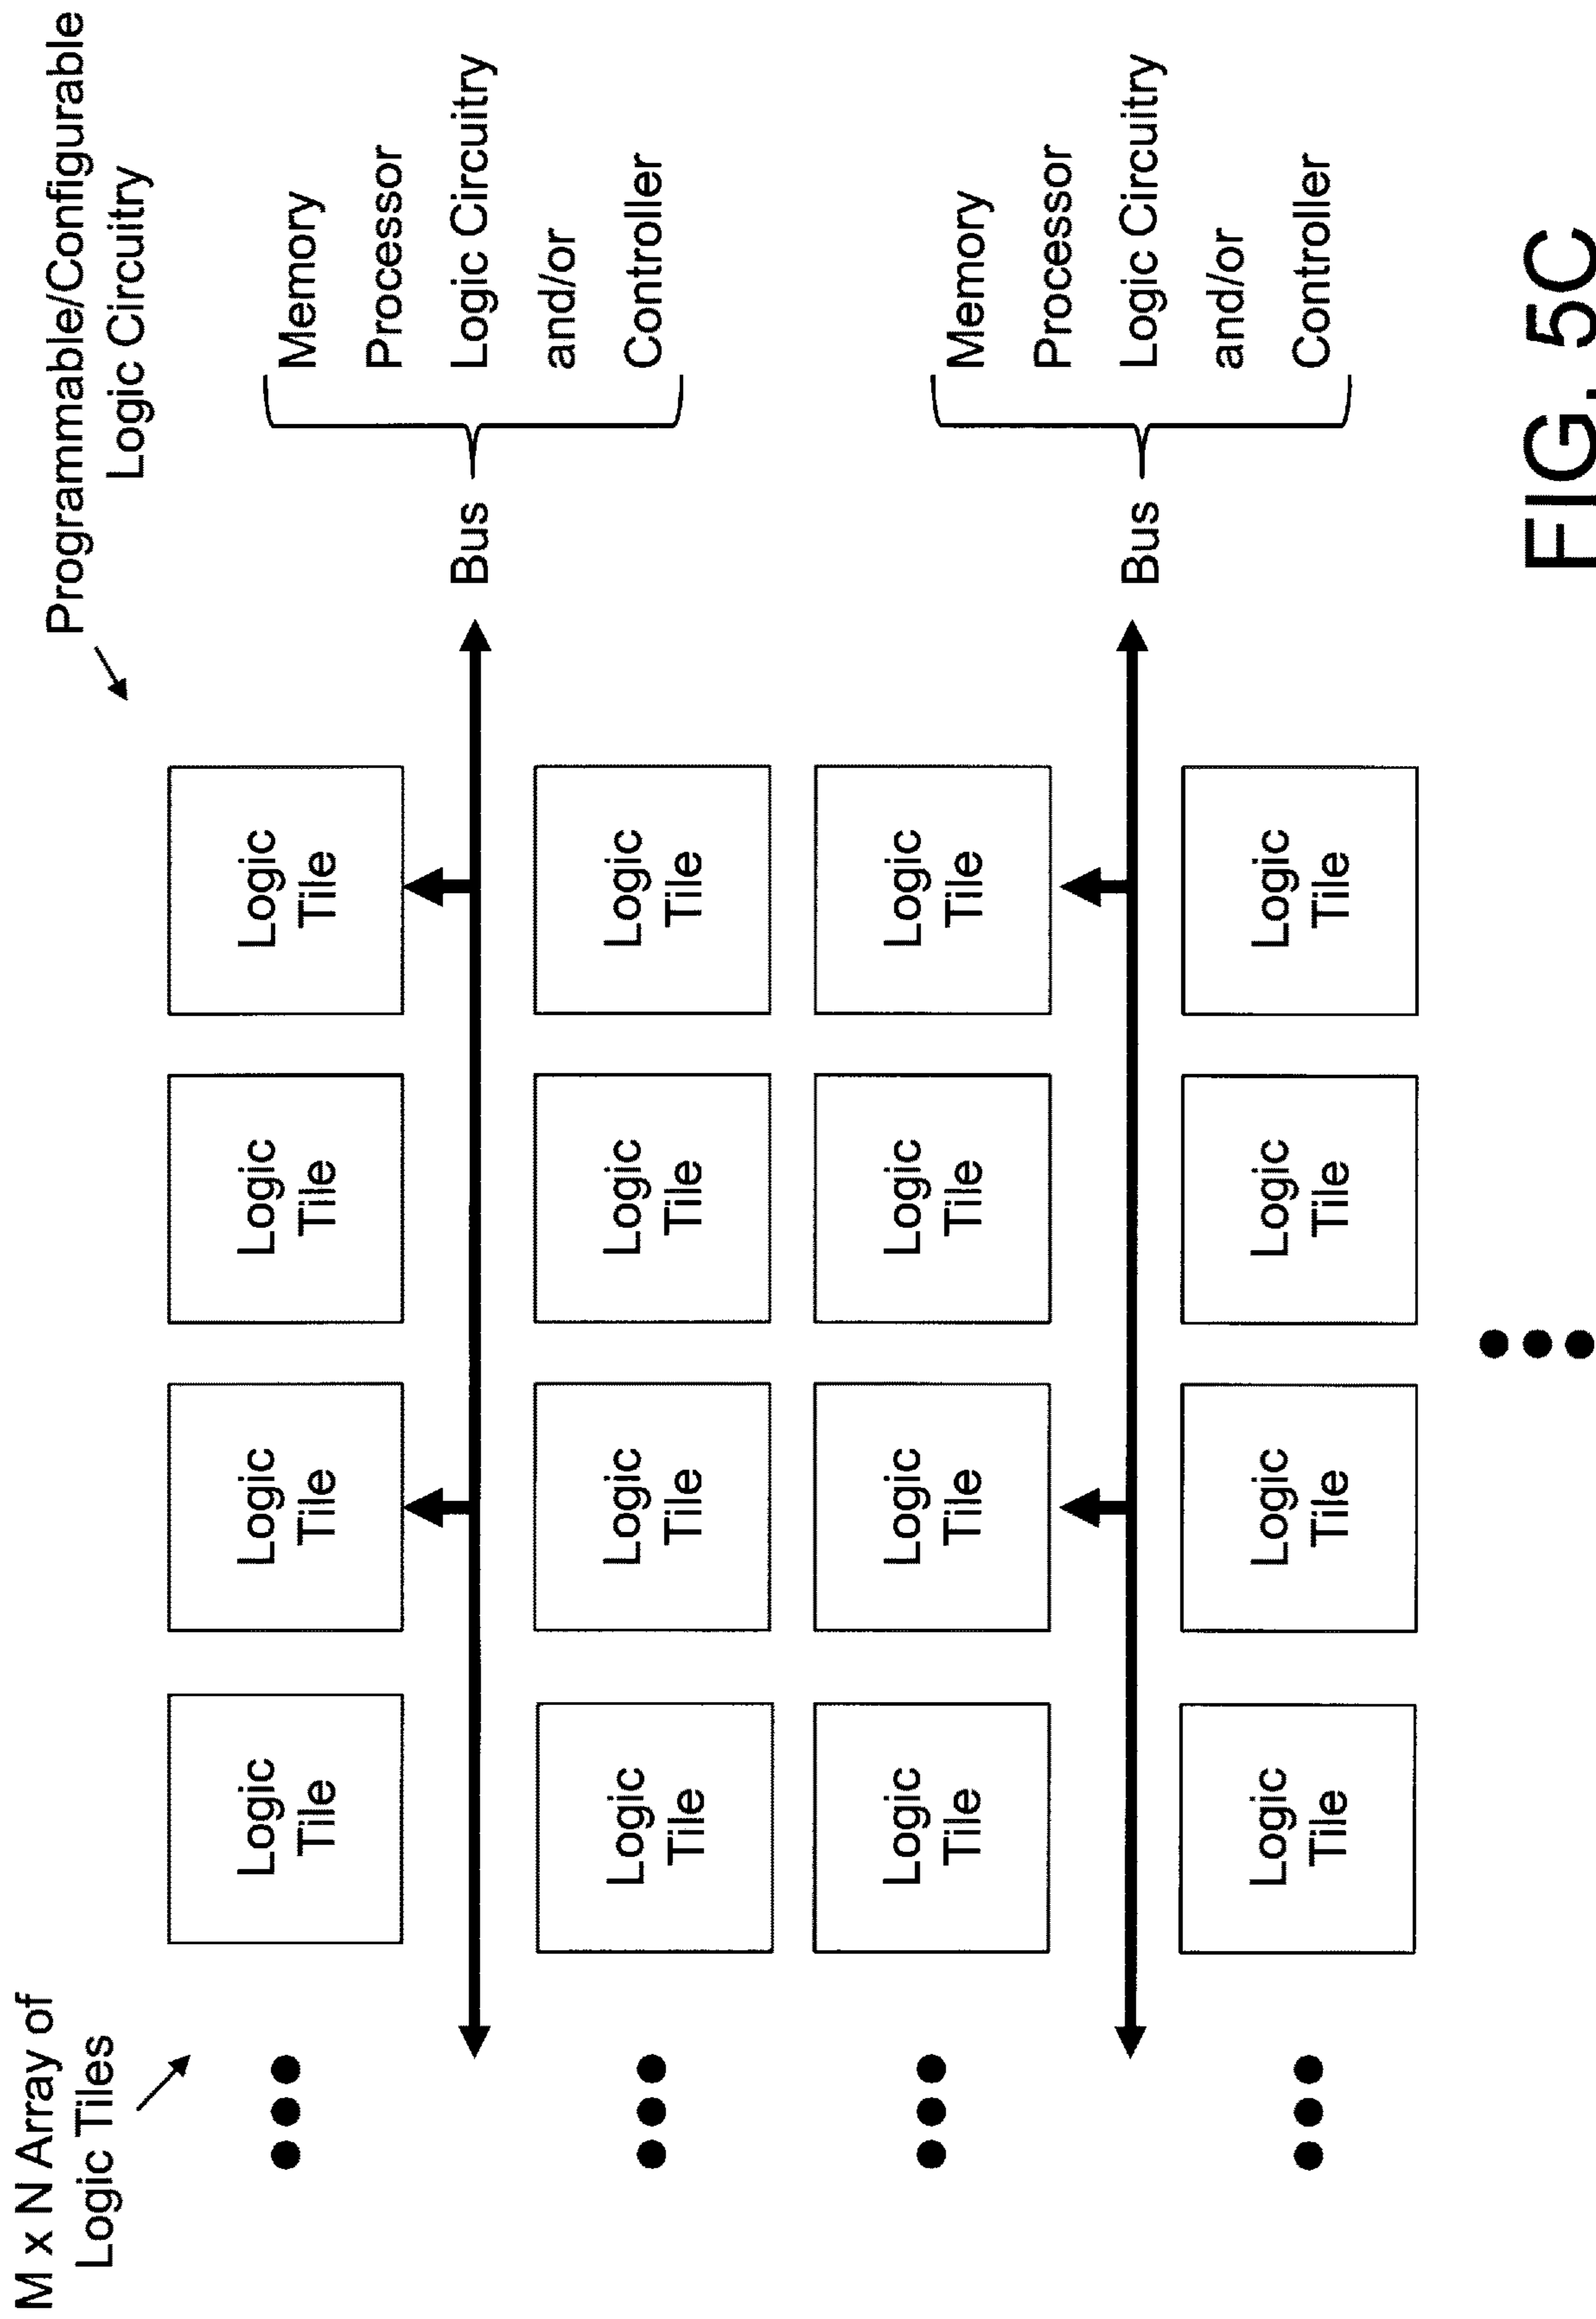 M x N Array of
Logic Tiles
Programmable/Configurable
Logic Circuitry
Logic
Tile
Logic
Tile
Logic
Tile
Logic
Tile
Bus
Memory
Processor
Logic Circuitry
and/or
Controller
Logic
Tile
Logic
Tile
Logic
Tile
Logic
Tile
Logic
Tile
Logic
Tile
Logic
Tile
Logic
Tile
Bus
Memory
Processor
Logic Circuitry
and/or
Controller
Logic
Tile
Logic
Tile
Logic
Tile
Logic
Tile
FIG. 5C